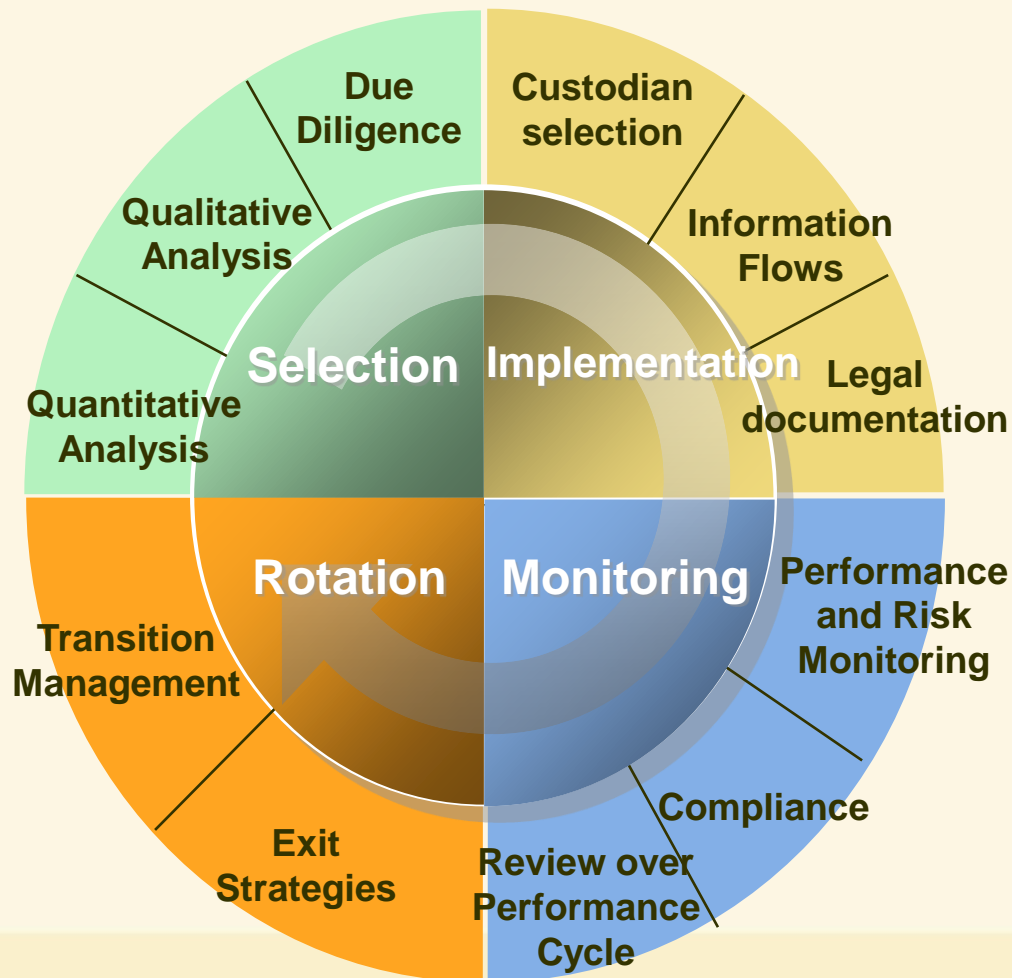 Due
Diligence
Custodian
selection
Qualitative
Analysis
Information
Flows
Selection
Implementation
Quantitative
Analysis
Legal
documentation
Rotation
Monitoring
Performance
and Risk
Monitoring
Transition
Management
Compliance
Exit
Strategies
Review over
Performance
Cycle